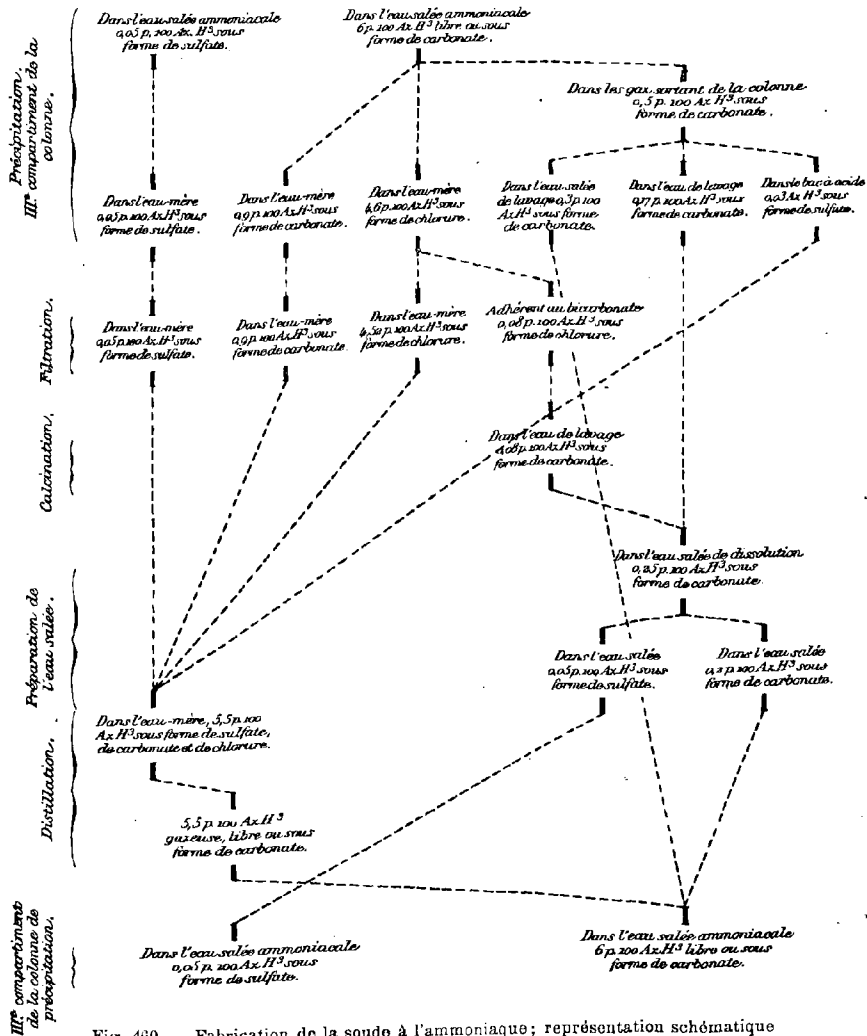 Précipitation.
IIIe compartiment de la
colonne.
Dans l'eau salée ammoniacale
0,05 p. 100 Az H³ sous
forme de sulfate.
Dans l'eau salée ammoniacale
6 p. 100 Az H³ libre ou sous
forme de carbonate.
Dans les gaz sortant de la colonne
0,5 p. 100 Az H³ sous
forme de carbonate.
Dans l'eau-mère
0,05 p. 100 Az H³ sous
forme de sulfate.
Dans l'eau-mère
0,9 p. 100 Az H³ sous
forme de carbonate.
Dans l'eau-mère
4,6 p. 100 Az H³ sous
forme de chlorure.
Dans l'eau salée
de lavage 0,3 p. 100
Az H³ sous forme
de carbonate.
Dans l'eau de lavage
0,17 p. 100 Az H³ sous
forme de carbonate.
Dans le bac à acide
0,03 Az H³ sous
forme de sulfate.
Filtration.
Dans l'eau-mère
0,05 p. 100 Az H³ sous
forme de sulfate.
Dans l'eau-mère
0,9 p. 100 Az H³ sous
forme de carbonate.
Dans l'eau-mère
4,52 p. 100 Az H³ sous
forme de chlorure.
Adhérent au bicarbonate
0,08 p. 100 Az H³ sous
forme de chlorure.
Calcination.
Dans l'eau de lavage
0,08 p. 100 Az H³ sous
forme de carbonate.
Préparation de
l'eau salée.
Dans l'eau salée de dissolution
0,25 p. 100 Az H³ sous
forme de carbonate.
Dans l'eau salée
0,05 p. 100 Az H³ sous
forme de sulfate.
Dans l'eau salée
0,2 p. 100 Az H³ sous
forme de carbonate.
Distillation.
Dans l'eau-mère, 5,5 p. 100
Az H³ sous forme de sulfate,
de carbonate et de chlorure.
5,5 p. 100 Az H³
gazeuse, libre ou sous
forme de carbonate.
IIIe compartiment
de la colonne de
précipitation.
Dans l'eau salée ammoniacale
0,05 p. 100 Az H³ sous
forme de sulfate.
Dans l'eau salée ammoniacale
6 p. 100 Az H³ libre ou sous
forme de carbonate.
Fig. 460. — Fabrication de la soude à l'ammoniaque; représentation schématique